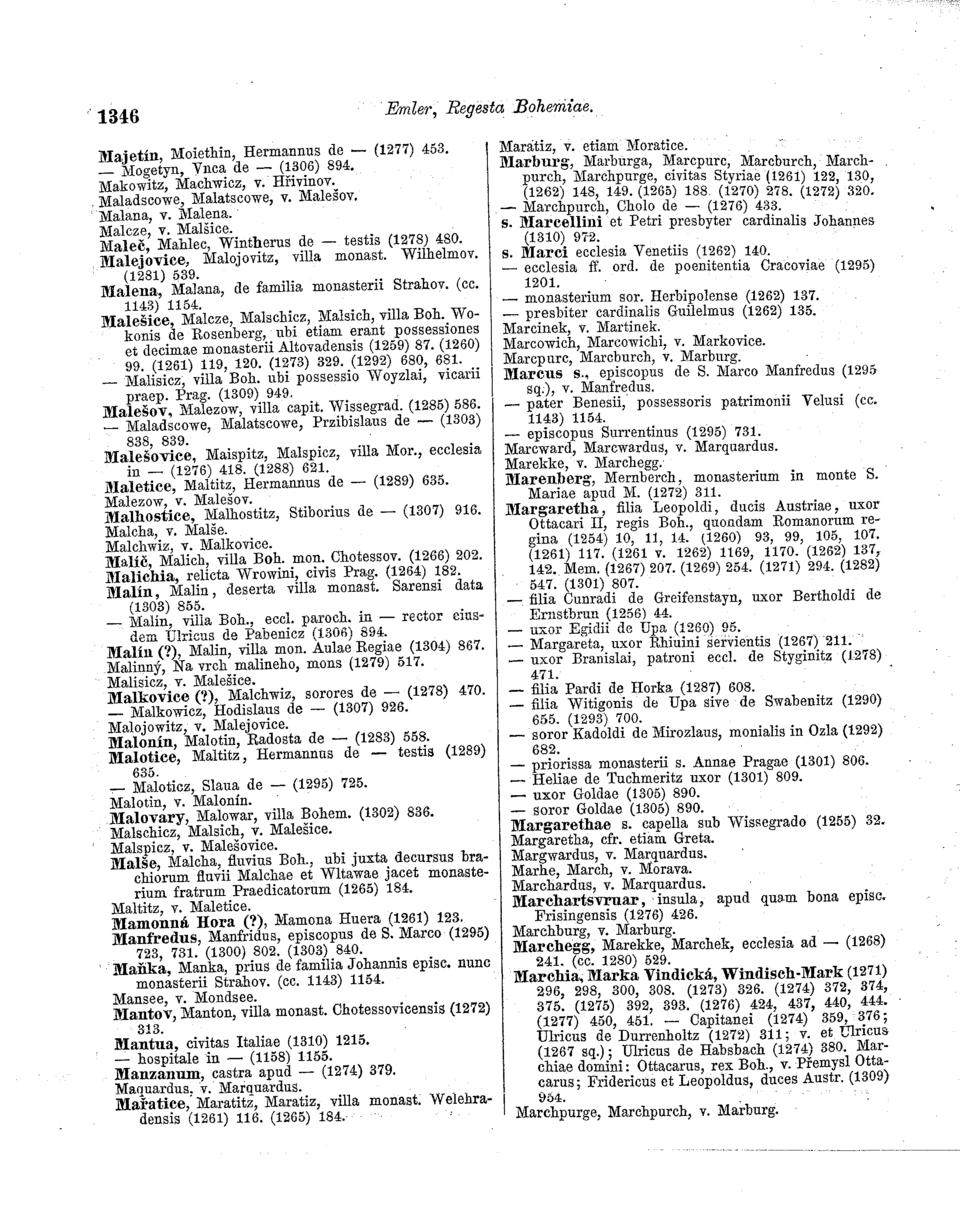 1346
Emler, Regesta Bohemiae.
Majetín, Moiethin, Hermannus de — (1277) 453.
— Mogetyn, Vnca de — (1306) 894.
Makowitz, Machwicz, v. Hřivinov.
Maladscowe, Malatscowe, v. Malešov.
Malana, v. Malena.
Malcze, v. Malšice.
Maleč, Mahlec, Wintherus de — testis (1278) 480.
Malejovice, Malojovitz, villa monast. Wilhelmov.
(1281) 539.
Malena, Malana, de familia monasterii Strahov. (cc.
1143) 1154.
Malešice, Malcze, Malschicz, Malsich, villa Boh. Wo-
konis de Rosenberg, ubi etiam erant possessiones
et decimae monasterii Altovadensis (1259) 87. (1260)
99. (1261) 119, 120. (1273) 329. (1292) 680, 681.
— Malisicz, villa Boh. ubi possessio Woyzlai, vicarii
praep. Prag. (1309) 949.
Malešov, Malezow, villa capit. Wissegrad. (1285) 586.
— Maladscowe, Malatscowe, Przibislaus de — (1303)
838, 839.
Malešovice, Maispitz, Malspicz, villa Mor., ecclesia
in — (1276) 418. (1288) 621.
Maletice, Maltitz, Hermannus de — (1289) 635.
Malezow, v. Malešov.
Malhostice, Malhostitz, Stiborius de — (1307) 916.
Malcha, v. Malše.
Malchwiz, v. Malkovice.
Malíč, Malich, villa Boh. mon. Chotessov. (1266) 202.
Malichia, relicta Wrowini, civis Prag. (1264) 182.
Malín, Malin, deserta villa monast. Sarensi data
(1303) 855.
— Malin, villa Boh., eccl. paroch. in — rector eius-
dem Ulricus de Pabenicz (1306) 894.
Malín (?), Malin, villa mon. Aulae Regiae (1304) 867.
Malinný, Na vrch malineho, mons (1279) 517.
Malisicz, v. Malešice.
Malkovice (?), Malchwiz, sorores de — (1278) 470.
— Malkowicz, Hodislaus de — (1307) 926.
Malojowitz, v. Malejovice.
Malonín, Malotin, Radosta de — (1283) 558.
Malotice, Maltitz, Hermannus de — testis (1289)
635.
— Maloticz, Slaua de — (1295) 725.
Malotin, v. Malonín.
Malovary, Malowar, villa Bohem. (1302) 836.
Malschicz, Malsich, v. Malešice.
Malspicz, v. Malešovice.
Malše, Malcha, fluvius Boh., ubi juxta decursus bra-
chiorum fluvii Malchae et Wltawae jacet monaste-
rium fratrum Praedicatorum (1265) 184.
Maltitz, v. Maletice.
Mamonná Hora (?), Mamona Huera (1261) 123.
Manfredus, Manfridus, episcopus de S. Marco (1295)
723, 731. (1300) 802. (1303) 840.
Maňka, Manka, prius de familia Johannis episc. nunc
monasterii Strahov. (cc. 1143) 1154.
Mansee, v. Mondsee.
Mantov, Manton, villa monast. Chotessovicensis (1272)
313.
Mantua, civitas Italiae (1310) 1215.
— hospitale in — (1158) 1155.
Manzanum, castra apud — (1274) 379.
Maquardus, v. Marquardus.
Mařatice, Maratitz, Maratiz, villa monast. Welehra-
densis (1261) 116. (1265) 184.
Maratiz, v. etiam Moratice.
Marburg, Marburga, Marcpurc, Marcburch, March-
purch, Marchpurge, civitas Styriae (1261) 122, 130,
(1262) 148, 149. (1265) 188. (1270) 278. (1272) 320.
— Marchpurch, Cholo de — (1276) 433.
s. Marcellini et Petri presbyter cardinalis Johannes
(1310) 972.
s. Marci ecclesia Venetiis (1262) 140.
— ecclesia ff. ord. de poenitentia Cracoviae (1295)
1201.
— monasterium sor. Herbipolense (1262) 137.
— presbiter cardinalis Guilelmus (1262) 135.
Marcinek, v. Martinek.
Marcowich, Marcowichi, v. Markovice.
Marcpurc, Marcburch, v. Marburg.
Marcus s., episcopus de S. Marco Manfredus (1295
sq.), v. Manfredus.
— pater Benesii, possessoris patrimonii Velusi (cc.
1143) 1154.
— episcopus Surrentinus (1295) 731.
Marcward, Marcwardus, v. Marquardus.
Marekke, v. Marchegg.
Marenberg, Mernberch, monasterium in monte S.
Mariae apud M. (1272) 311.
Margaretha, filia Leopoldi, ducis Austriae, uxor
Ottacari II, regis Boh., quondam Romanorum re-
gina (1254) 10, 11, 14. (1260) 93, 99, 105, 107.
(1261) 117. (1261 v. 1262) 1169, 1170. (1262) 137,
142. Mem. (1267) 207. (1269) 254. (1271) 294. (1282)
547. (1301) 807.
— filia Cunradi de Greifenstayn, uxor Bertholdi de
Ernstbrun (1256) 44.
— uxor Egidii de Upa (1260) 95.
— Margareta, uxor Rhiuini servientis (1267) 211.
— uxor Branislai, patroni eccl. de Styginitz (1278)
471.
— filia Pardi de Horka (1287) 608.
— filia Witigonis de Upa sive de Swabenitz (1290)
655. (1293) 700.
— soror Kadoldi de Mirozlaus, monialis in Ozla (1292)
682.
— priorissa monasterii s. Annae Pragae (1301) 806.
— Heliae de Tuchmeritz uxor (1301) 809.
— uxor Goldae (1305) 890.
— soror Goldae (1305) 890.
Margarethae s. capella sub Wissegrado (1255) 32.
Margaretha, cfr. etiam Greta.
Margwardus, v. Marquardus.
Marhe, March, v. Morava.
Marchardus, v. Marquardus.
Marchartsvruar, insula, apud quam bona episc.
Frisingensis (1276) 426.
Marchburg, v. Marburg.
Marchegg, Marekke, Marchek, ecclesia ad — (1268)
241. (cc. 1280) 529.
Marchia, Marka Vindická, Windisch-Mark (1271)
296, 298, 300, 308. (1273) 326. (1274) 372, 374,
375. (1275) 392, 393. (1276) 424, 437, 440, 444.
(1277) 450, 451. — Capitanei (1274) 359, 376;
Ulricus de Durrenholtz (1272) 311; v. et Ulricus
(1267 sq.); Ulricus de Habsbach (1274) 380. Mar-
chiae domini: Ottacarus, rex Boh., v. Přemysl Otta-
carus; Fridericus et Leopoldus, duces Austr. (1309)
954.
Marchpurge, Marchpurch, v. Marburg.